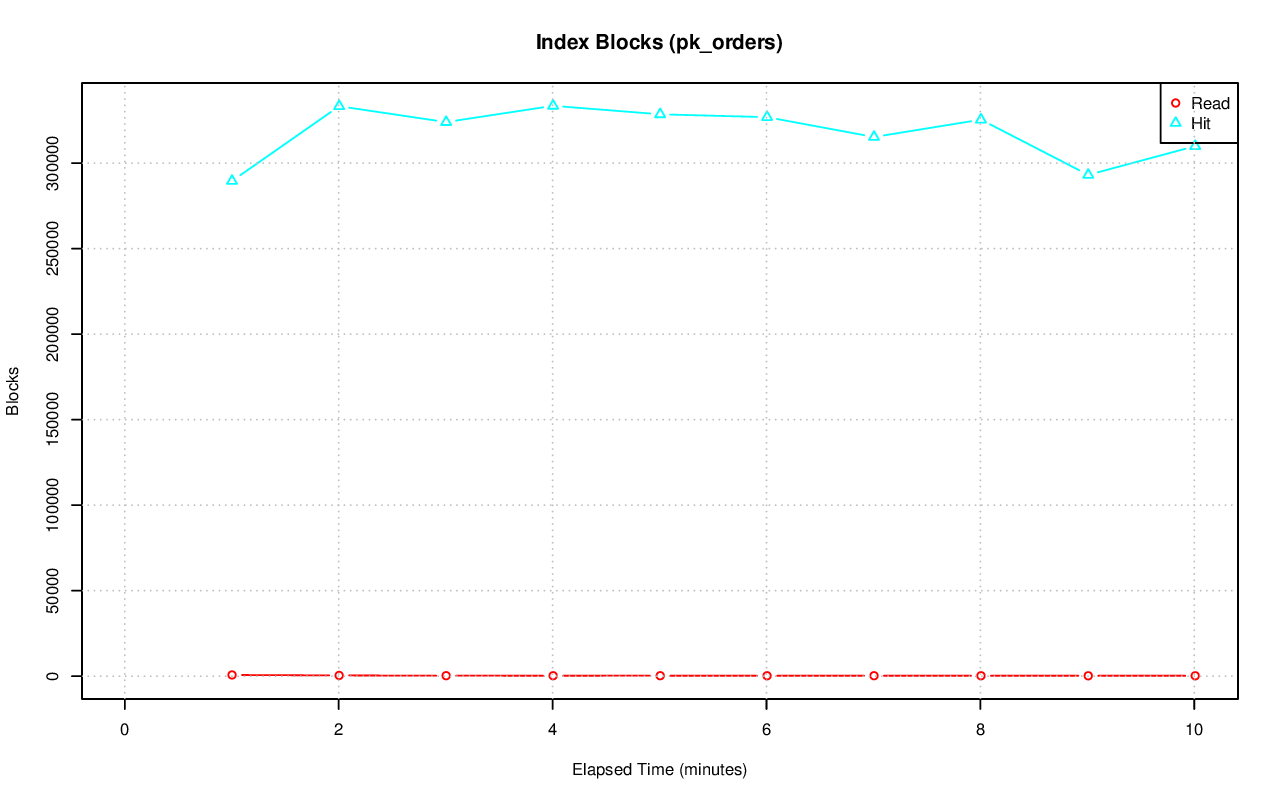 Index Blocks (pk_orders)
Read
Hit
300000
250000
200000
150000
100000
50000
0
Blocks
0 2 4 6 8 10
Elapsed Time (minutes)